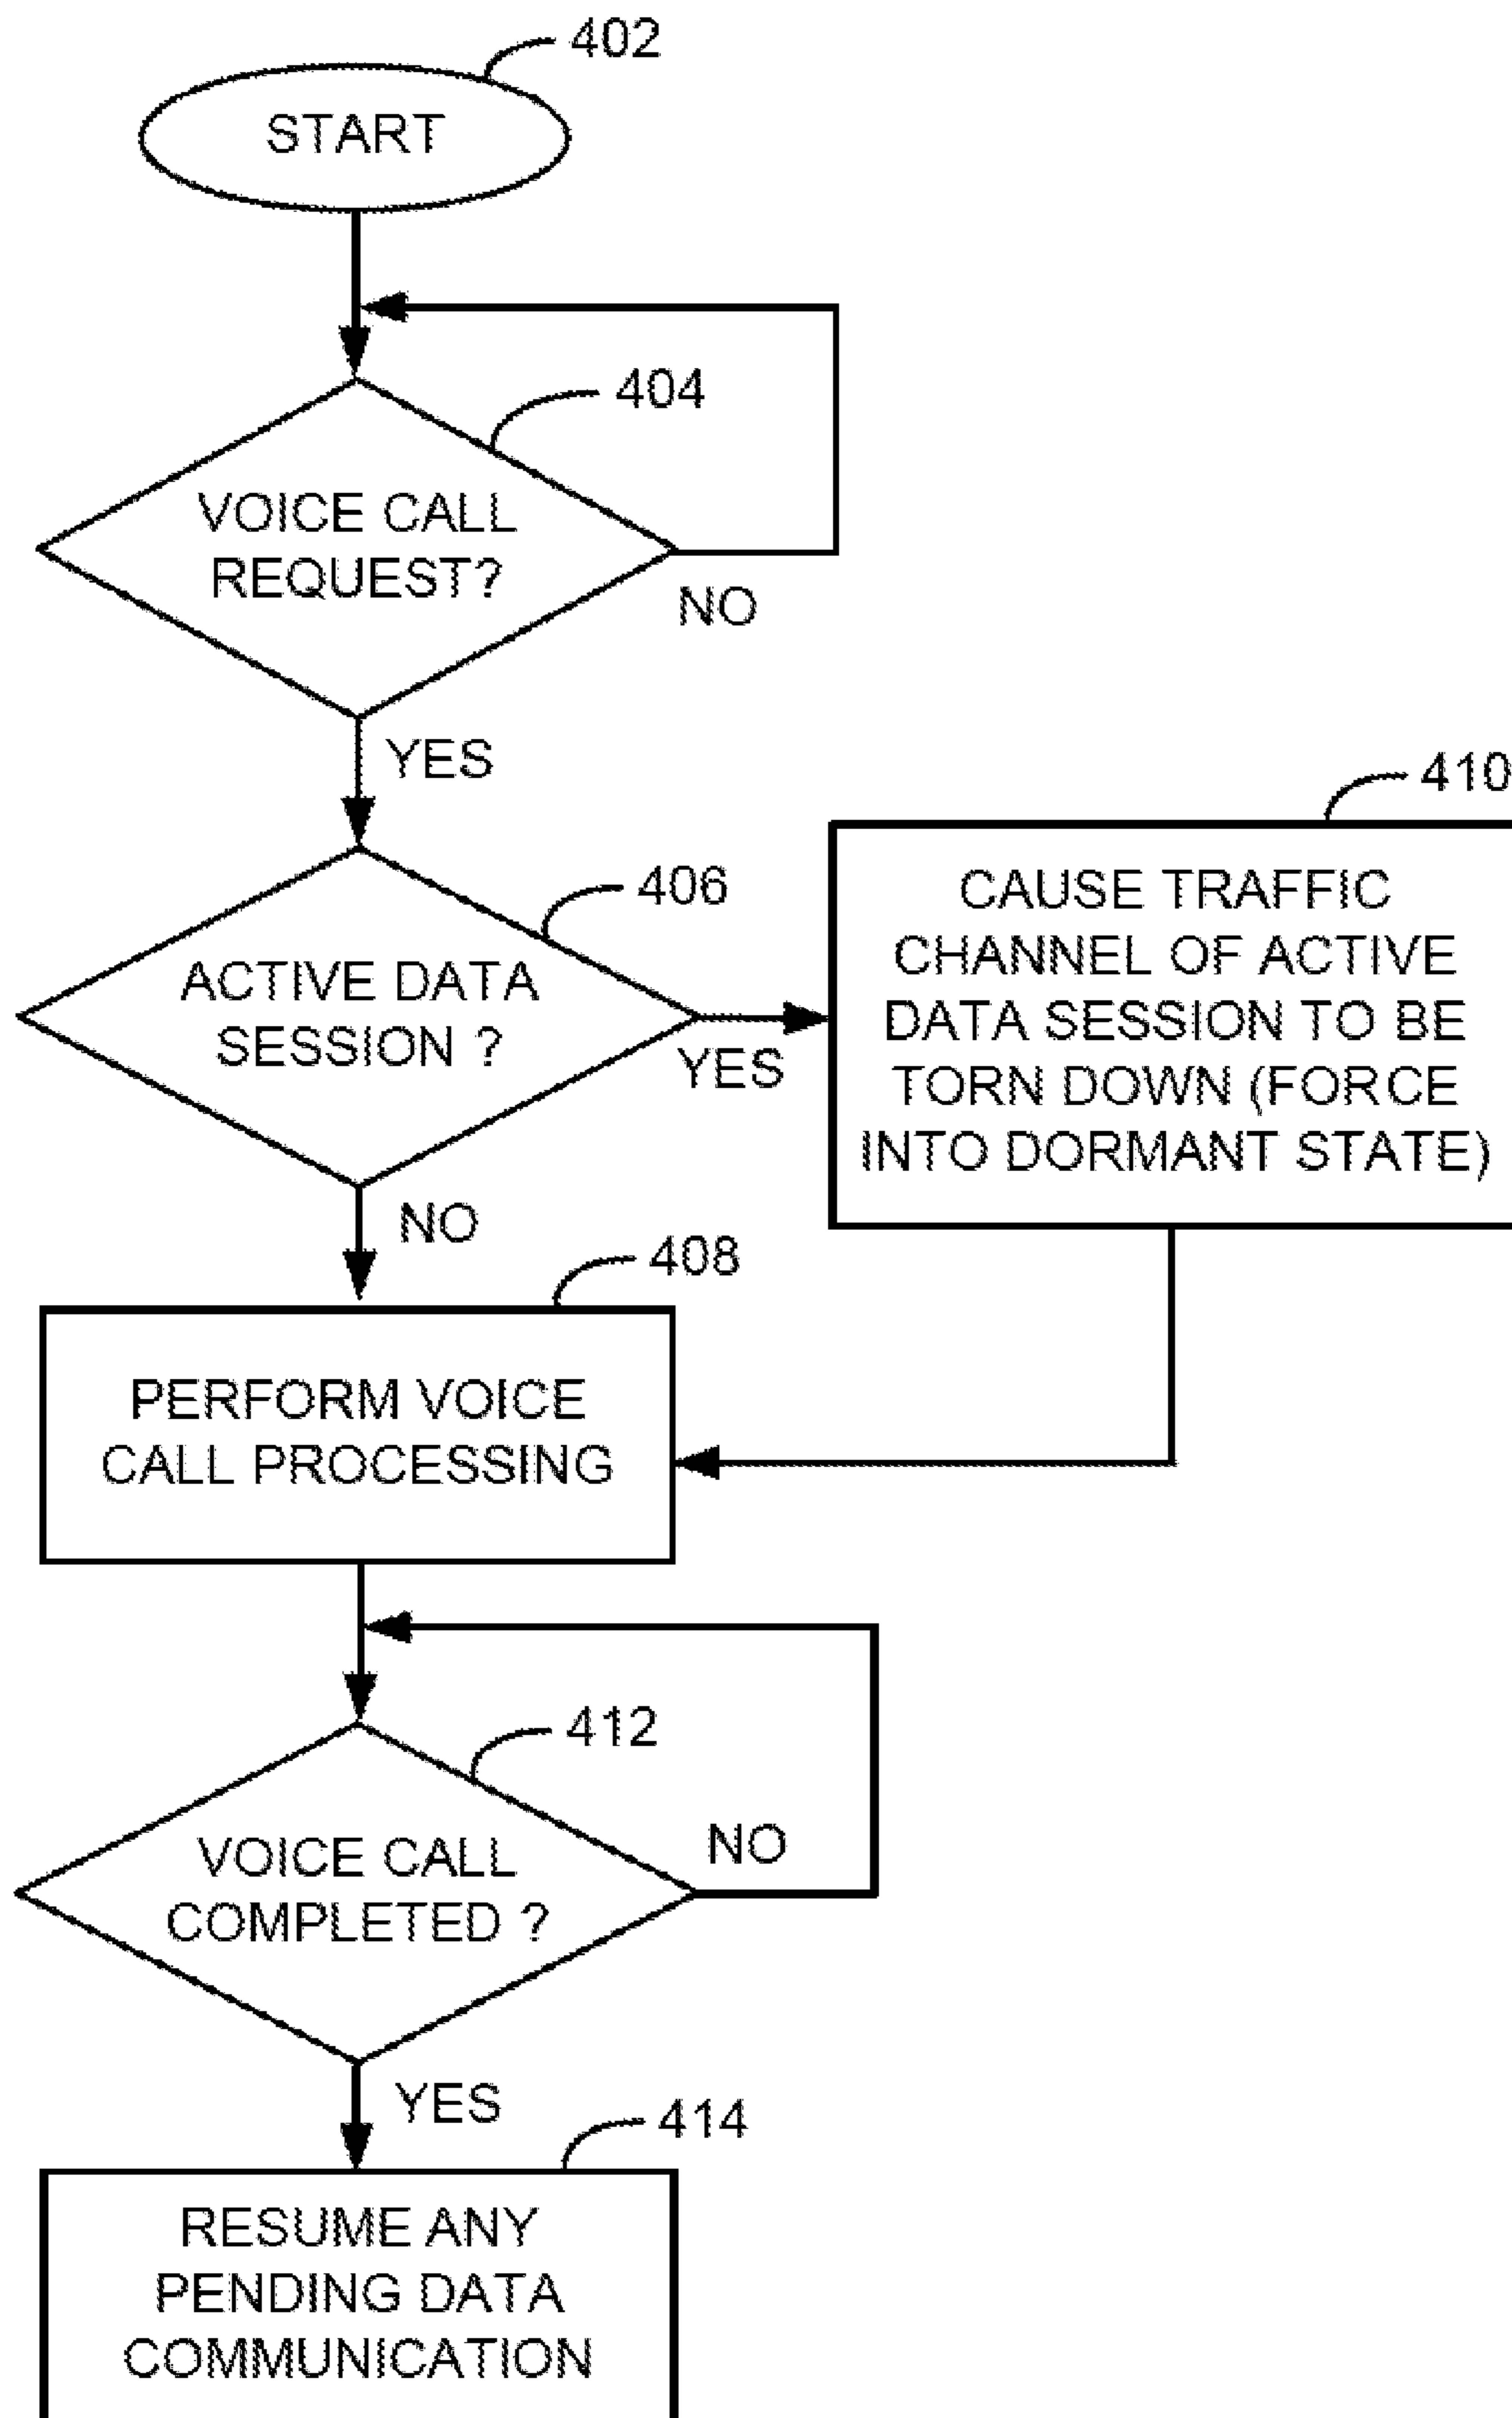 402
START
404
VOICE CALL
REQUEST?
NO
YES
410
406
CAUSE TRAFFIC
CHANNEL OF ACTIVE
DATA SESSION TO BE
TORN DOWN (FORCE
INTO DORMANT STATE)
ACTIVE DATA
SESSION ?
YES
NO
408
PERFORM VOICE
CALL PROCESSING
412
VOICE CALL
COMPLETED ?
NO
YES
414
RESUME ANY
PENDING DATA
COMMUNICATION